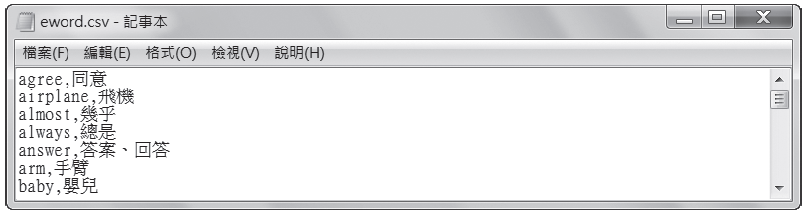 eword.csv - 記事本
檔案(F) 編輯(E) 格式(O) 檢視(V) 說明(H)
agree,同意
airplane,飛機
almost,幾乎
always,總是
answer,答案、回答
arm,手臂
baby,嬰兒